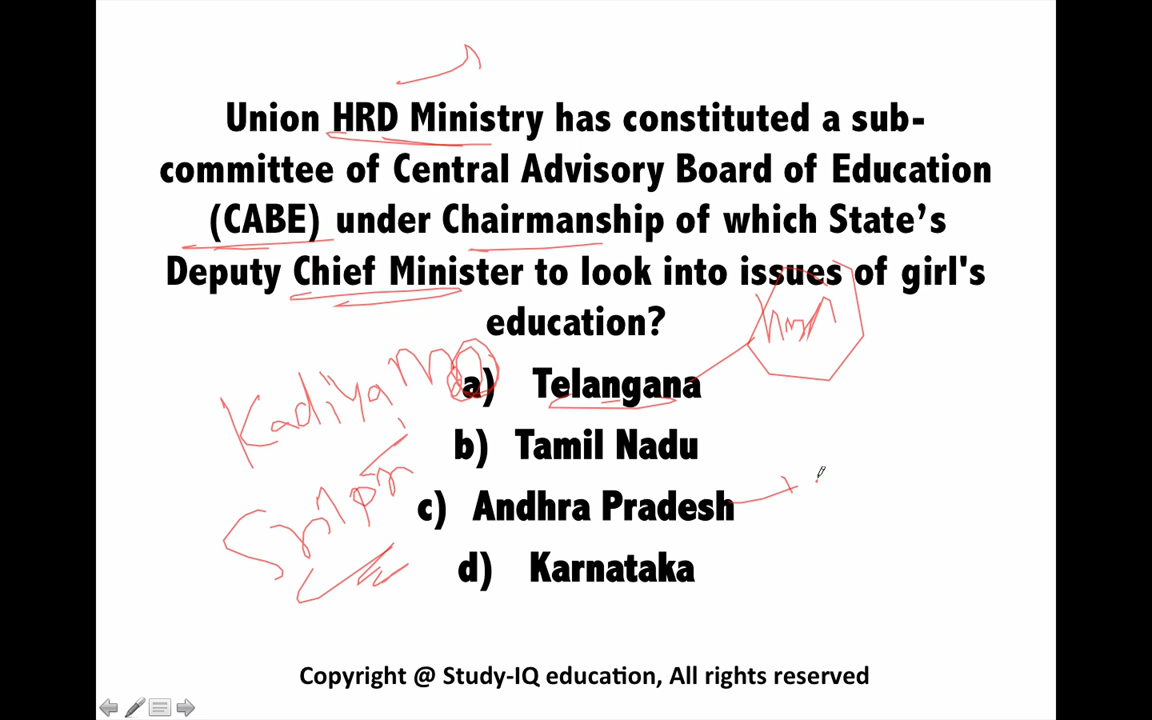 Union HRD Ministry has constituted a sub-
committee of Central Advisory Board of Education
(CABE) under Chairmanship of which State’s
Deputy Chief Minister to look into issues of girl's
education?
a) Telangana
b) Tamil Nadu
c) Andhra Pradesh
d) Karnataka
Kadiyam
Copyright @ Study-IQ education, All rights reserved